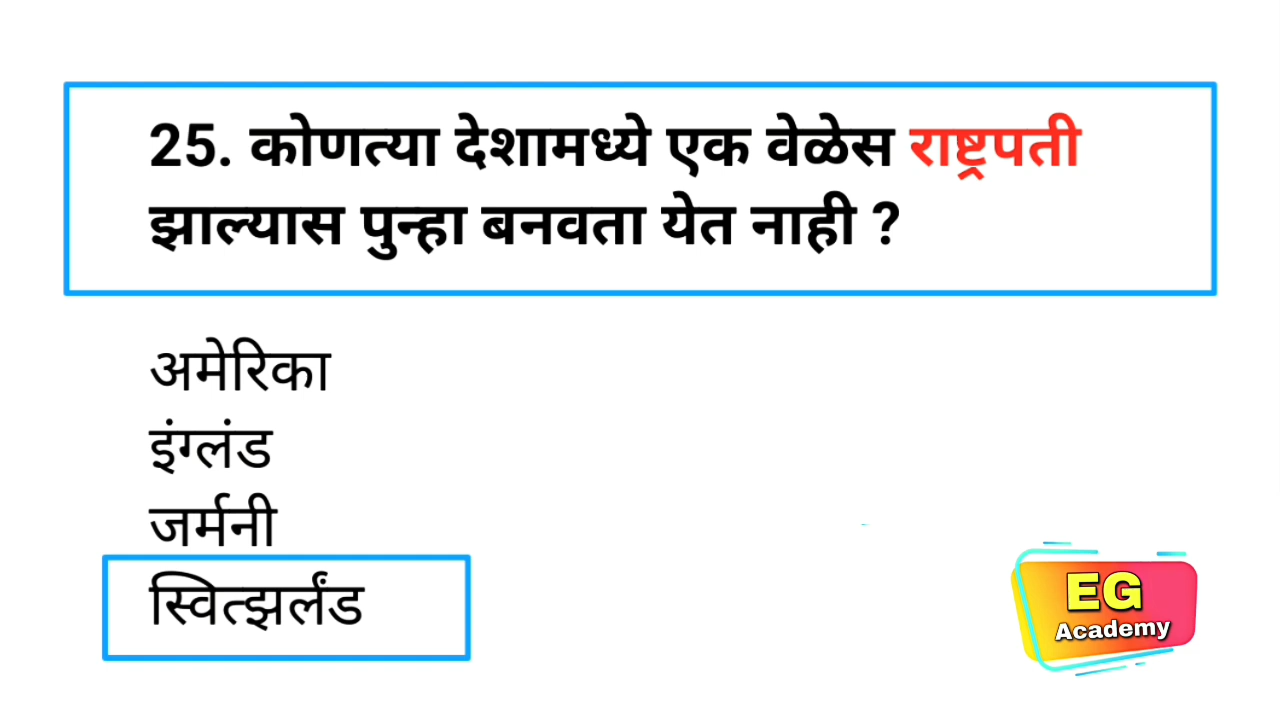 25. कोणत्या देशामध्ये एक वेळेस राष्ट्रपती
झाल्यास पुन्हा बनवता येत नाही ?
अमेरिका
इंग्लंड
जर्मनी
स्वित्झर्लंड
EG
Academy